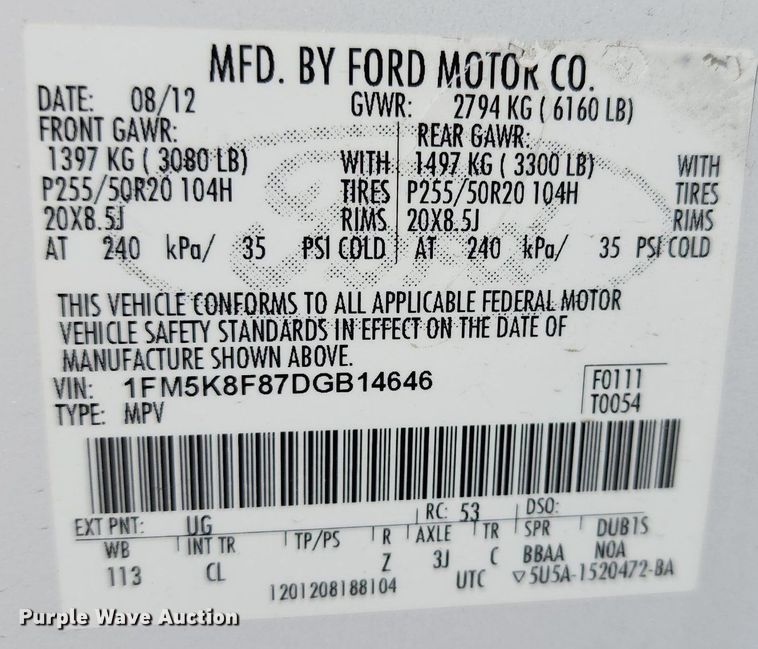 MFD. BY FORD MOTOR CO.
DATE: 08/12 GVWR: 2794 KG ( 6160 LB)
FRONT GAWR: REAR GAWR:
1397 KG ( 3080 LB) WITH 1497 KG ( 3300 LB) WITH
P255/50R20 104H TIRES P255/50R20 104H TIRES
20X8.5J RIMS 20X8.5J RIMS
AT 240 kPa/ 35 PSI COLD AT 240 kPa/ 35 PSI COLD
Ford
THIS VEHICLE CONFORMS TO ALL APPLICABLE FEDERAL MOTOR
VEHICLE SAFETY STANDARDS IN EFFECT ON THE DATE OF
MANUFACTURE SHOWN ABOVE.
VIN: 1FM5K8F87DGB14646 F0111
TYPE: MPV T0054
EXT PNT: UG RC: 53 DSO:
WB INT TR TP/PS R AXLE TR SPR DUB1S
113 CL Z 3J C BBAA NOA
1201208188104 UTC ▽5U5A-1520472-BA
Purple Wave Auction